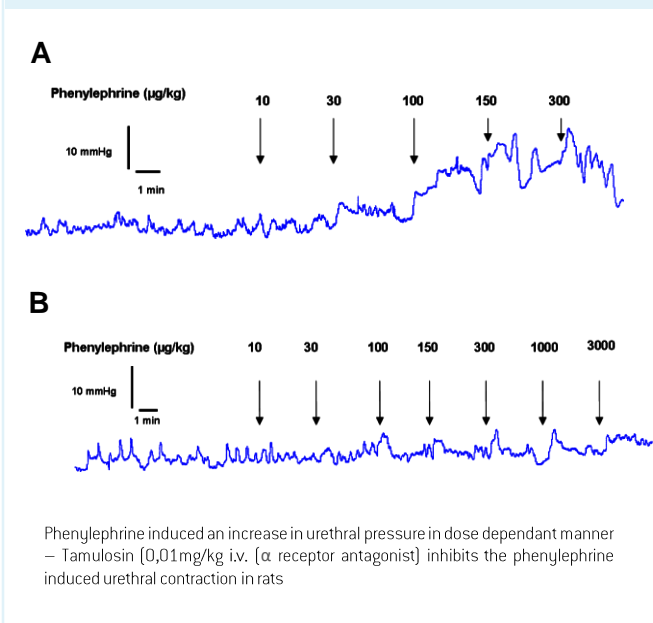 A
Phenylephrine (µg/kg)
10 30 100 150 300
10 mmHg
1 min
B
Phenylephrine (µg/kg) 10 30 100 150 300 1000 3000
10 mmHg
1 min
Phenylephrine induced an increase in urethral pressure in dose dependant manner
– Tamulosin (0,01mg/kg i.v. (α receptor antagonist) inhibits the phenylephrine
induced urethral contraction in rats